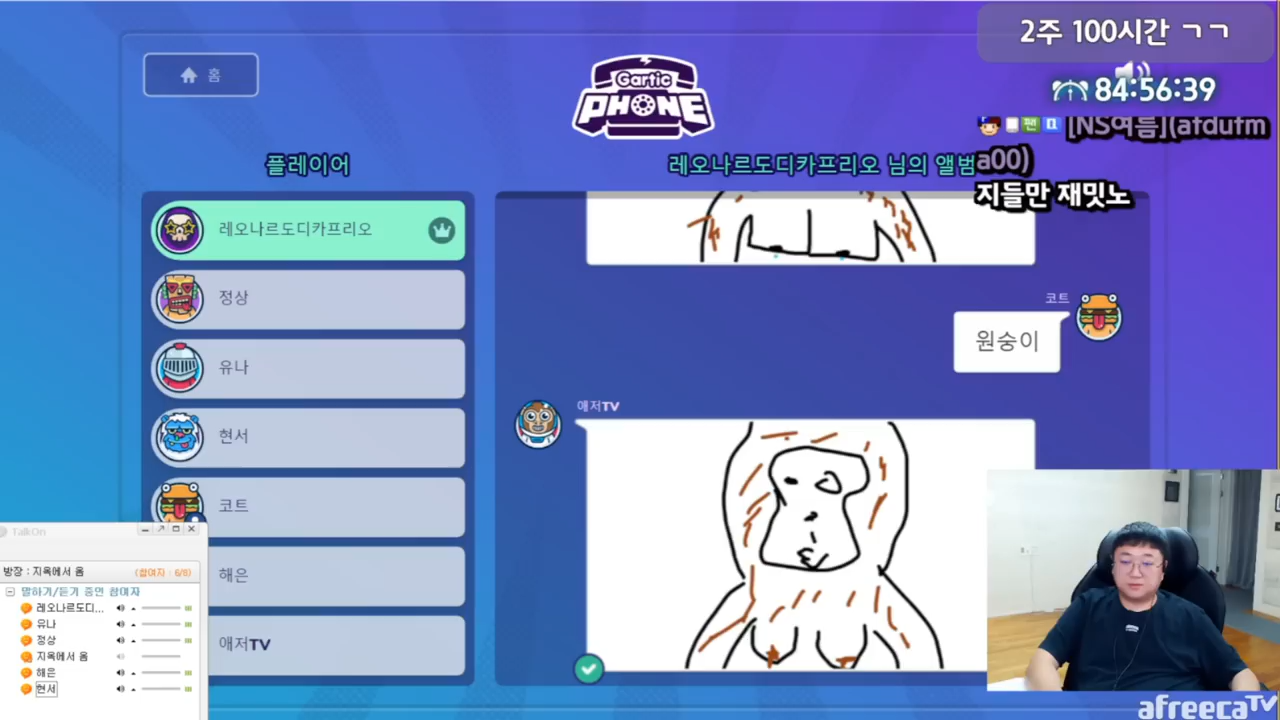 2주 100시간 ㄱㄱ
84:56:39
[NS여름](afdufm
a00)
지들만 재밋노
홈
Gartic
PHONE
플레이어
레오나르도디카프리오 님의 앨범
레오나르도디카프리오
정상
유나
현서
코트
해은
애저TV
코트
원숭이
애저TV
TalkOn
방장 : 지옥에서 옴
(참여자 : 6/8)
말하기/듣기 중인 참여자
레오나르도디...
유나
정상
지옥에서 옴
해은
현서
afreecaTV